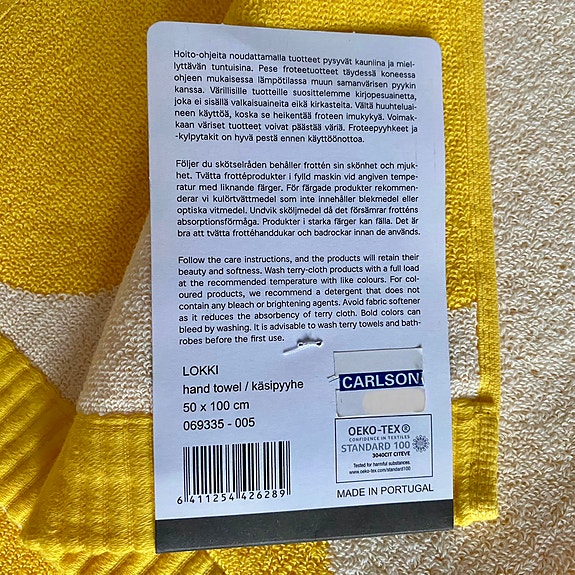 Hoito-ohjeita noudattamalla tuotteet pysyvät kauniina ja miel-
lyttävän tuntuisina. Pese froteetuotteet täydessä koneessa
ohjeen mukaisessa lämpötilassa muun samanvärisen pyykin
kanssa. Värillisille tuotteille suosittelemme kirjopesuainetta,
joka ei sisällä valkaisuaineita eikä kirkasteita. Vältä huuhteluai-
neen käyttöä, koska se heikentää froteen imukykyä. Voimak-
kaan väriset tuotteet voivat päästää väriä. Froteepyyhkeet ja
-kylpytakit on hyvä pestä ennen käyttöönottoa.
Följer du skötselråden behåller frottén sin skönhet och mjuk-
het. Tvätta frottéprodukter i fylld maskin vid angiven tempe-
ratur med liknande färger. För färgade produkter rekommen-
derar vi kulörtvättmedel som inte innehåller blekmedel eller
optiska vitmedel. Undvik sköljmedel då det försämrar frotténs
absorptionsförmåga. Produkter i starka färger kan fälla. Det är
bra att tvätta frottéhanddukar och badrockar innan de används.
Follow the care instructions, and the products will retain their
beauty and softness. Wash terry-cloth products with a full load
at the recommended temperature with like colours. For col-
oured products, we recommend a detergent that does not
contain any bleach or brightening agents. Avoid fabric softener
as it reduces the absorbency of terry cloth. Bold colors can
bleed by washing. It is advisable to wash terry towels and bath-
robes before the first use.
LOKKI
hand towel / käsipyyhe
50 x 100 cm
069335 - 005
6 411254 426289
CARLSON
OEKO-TEX®
CONFIDENCE IN TEXTILES
STANDARD 100
3040CIT CITEVE
Tested for harmful substances.
www.oeko-tex.com/standard100
MADE IN PORTUGAL